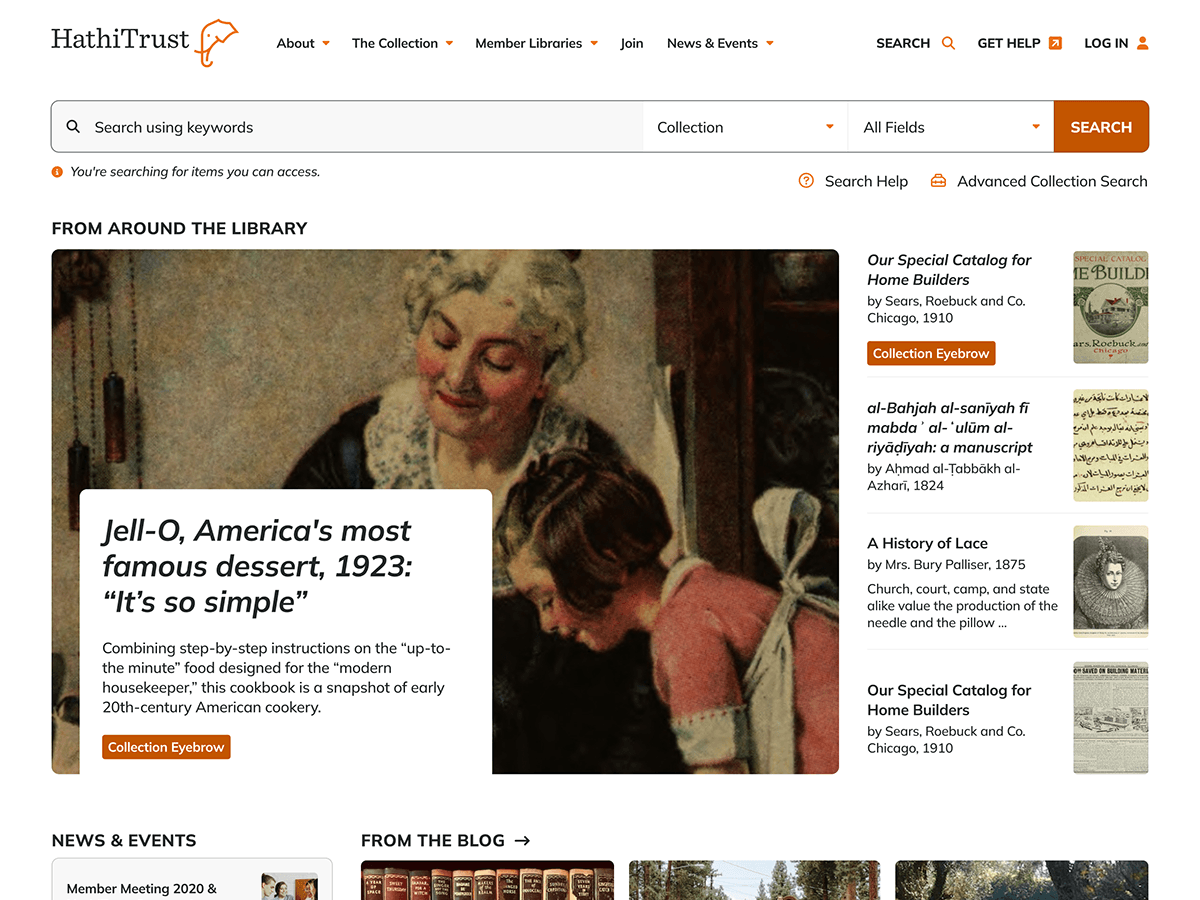 HathiTrust
About
The Collection
Member Libraries
Join
News & Events
SEARCH
GET HELP
LOG IN
Search using keywords
Collection
All Fields
SEARCH
You're searching for items you can access.
Search Help
Advanced Collection Search
FROM AROUND THE LIBRARY
Jell-O, America's most
famous dessert, 1923:
“It’s so simple”
Combining step-by-step instructions on the “up-to-
the minute” food designed for the “modern
housekeeper,” this cookbook is a snapshot of early
20th-century American cookery.
Collection Eyebrow
Our Special Catalog for
Home Builders
by Sears, Roebuck and Co.
Chicago, 1910
Collection Eyebrow
SPECIAL CATALOG
ME BUILDI
ars, Roebuck and
Chicago
al-Bahjah al-sanīyah fī
mabdaʾ al-ʻulūm al-
riyāḍīyah: a manuscript
by Aḥmad al-Ṭabbākh al-
Azharī, 1824
A History of Lace
by Mrs. Bury Palliser, 1875
Church, court, camp, and state
alike value the production of the
needle and the pillow ...
Our Special Catalog for
Home Builders
by Sears, Roebuck and Co.
Chicago, 1910
SAVED ON BUILDING MATER
NEWS & EVENTS
Member Meeting 2020 &
FROM THE BLOG →